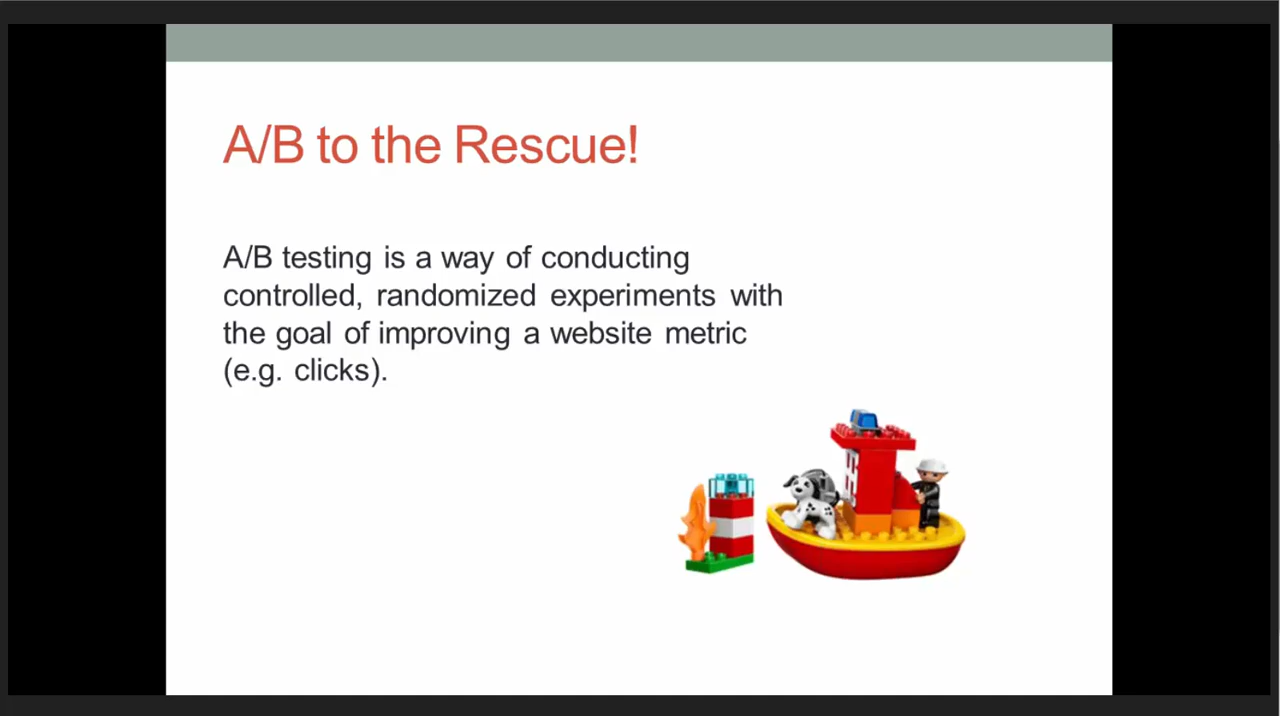 A/B to the Rescue!
A/B testing is a way of conducting
controlled, randomized experiments with
the goal of improving a website metric
(e.g. clicks).